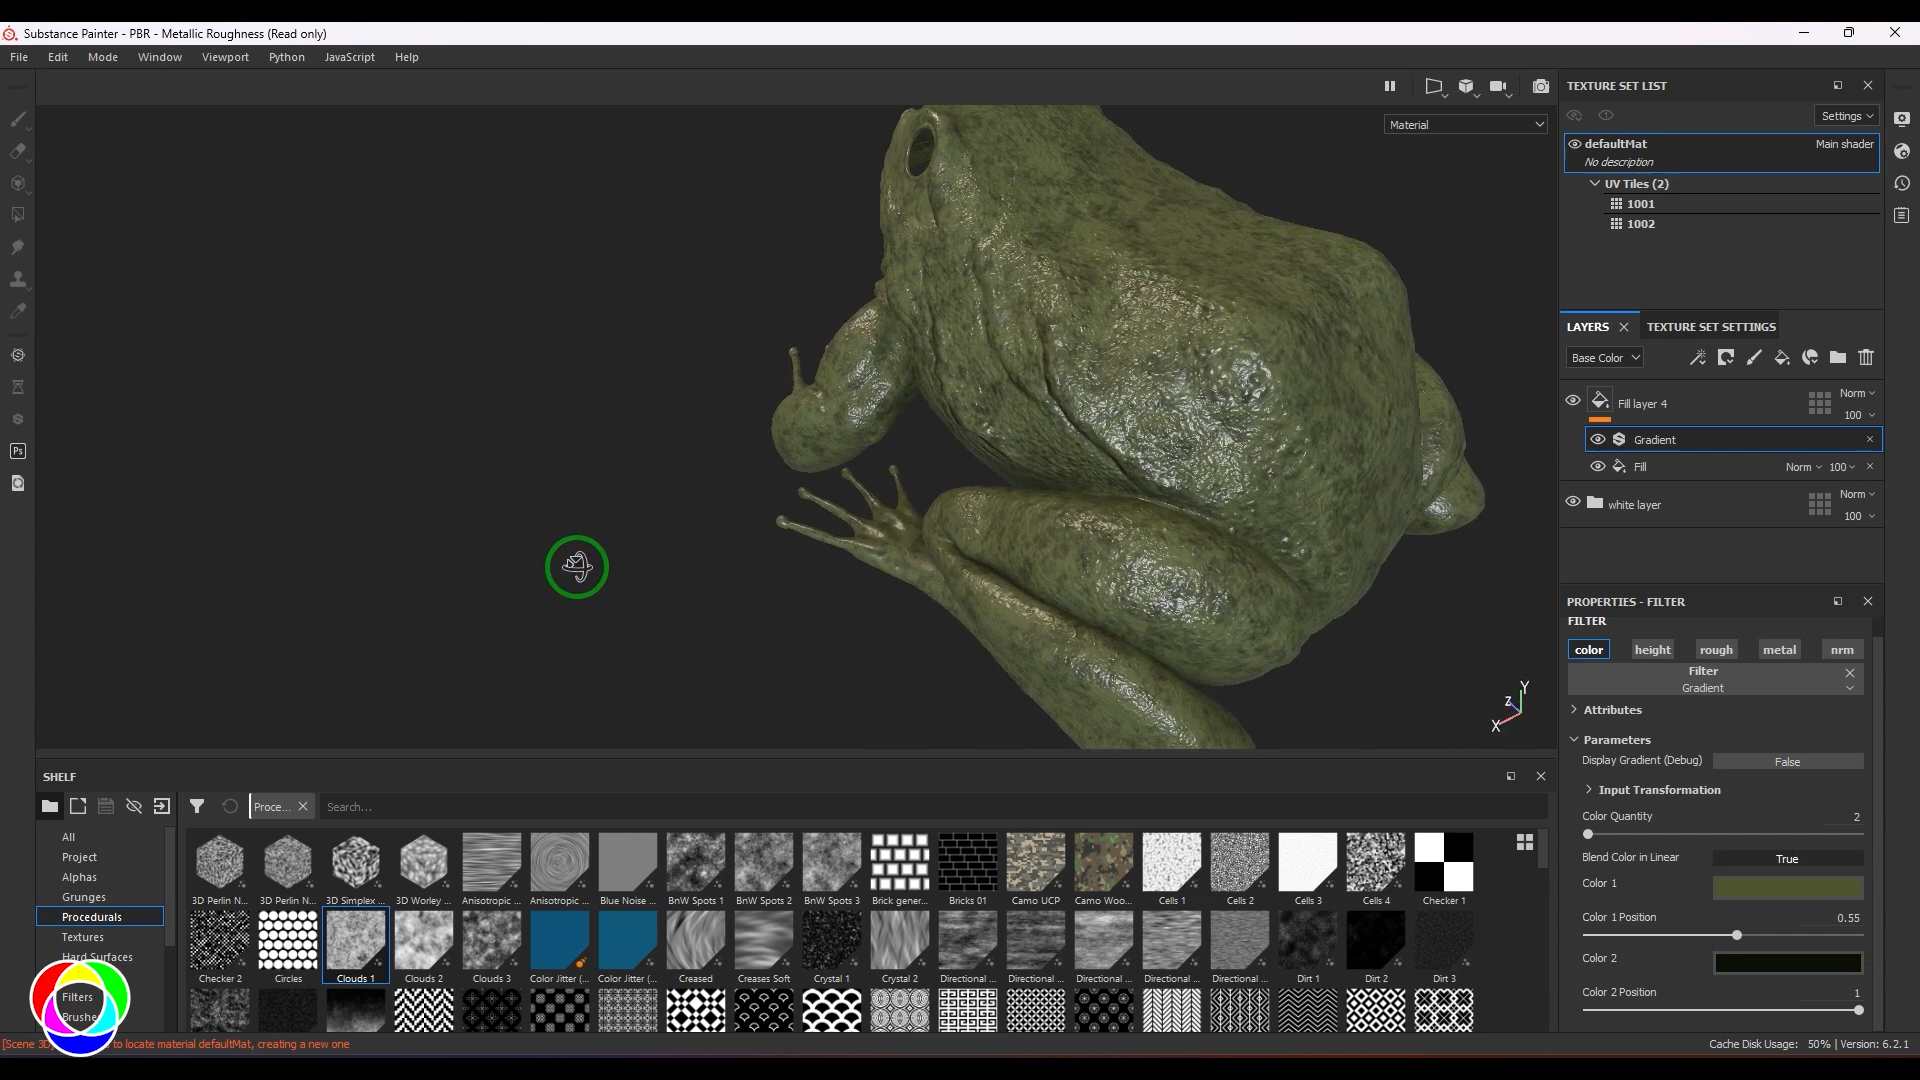 Substance Painter - PBR - Metallic Roughness (Read only)
File Edit Mode Window Viewport Python JavaScript Help
Material
Y
Z
X
TEXTURE SET LIST
Settings
defaultMat Main shader
No description
UV Tiles (2)
1001
1002
LAYERS TEXTURE SET SETTINGS
Base Color
Fill layer 4 Norm
100
Gradient
Fill Norm 100
white layer Norm
100
PROPERTIES - FILTER
FILTER
color height rough metal nrm
Filter
Gradient
Attributes
Parameters
Display Gradient (Debug) False
Input Transformation
Color Quantity 2
Blend Color in Linear True
Color 1
Color 1 Position 0.55
Color 2
Color 2 Position 1
Ps
SHELF
Proce... Search...
All
Project
Alphas
Grunges
Procedurals
Textures
Hard Surfaces
Filters
Brushe
3D Perlin N... 3D Perlin N... 3D Simplex ... 3D Worley ... Anisotropic ... Anisotropic ... Blue Noise ... BnW Spots 1 BnW Spots 2 BnW Spots 3 Brick gener... Bricks 01 Camo UCP Camo Woo... Cells 1 Cells 2 Cells 3 Cells 4 Checker 1
Checker 2 Circles Clouds 1 Clouds 2 Clouds 3 Color Jitter (... Color Jitter (... Creased Creases Soft Crystal 1 Crystal 2 Directional ... Directional ... Directional ... Directional ... Directional ... Dirt 1 Dirt 2 Dirt 3
[Scene 3D] to locate material defaultMat, creating a new one
Cache Disk Usage: 50% | Version: 6.2.1